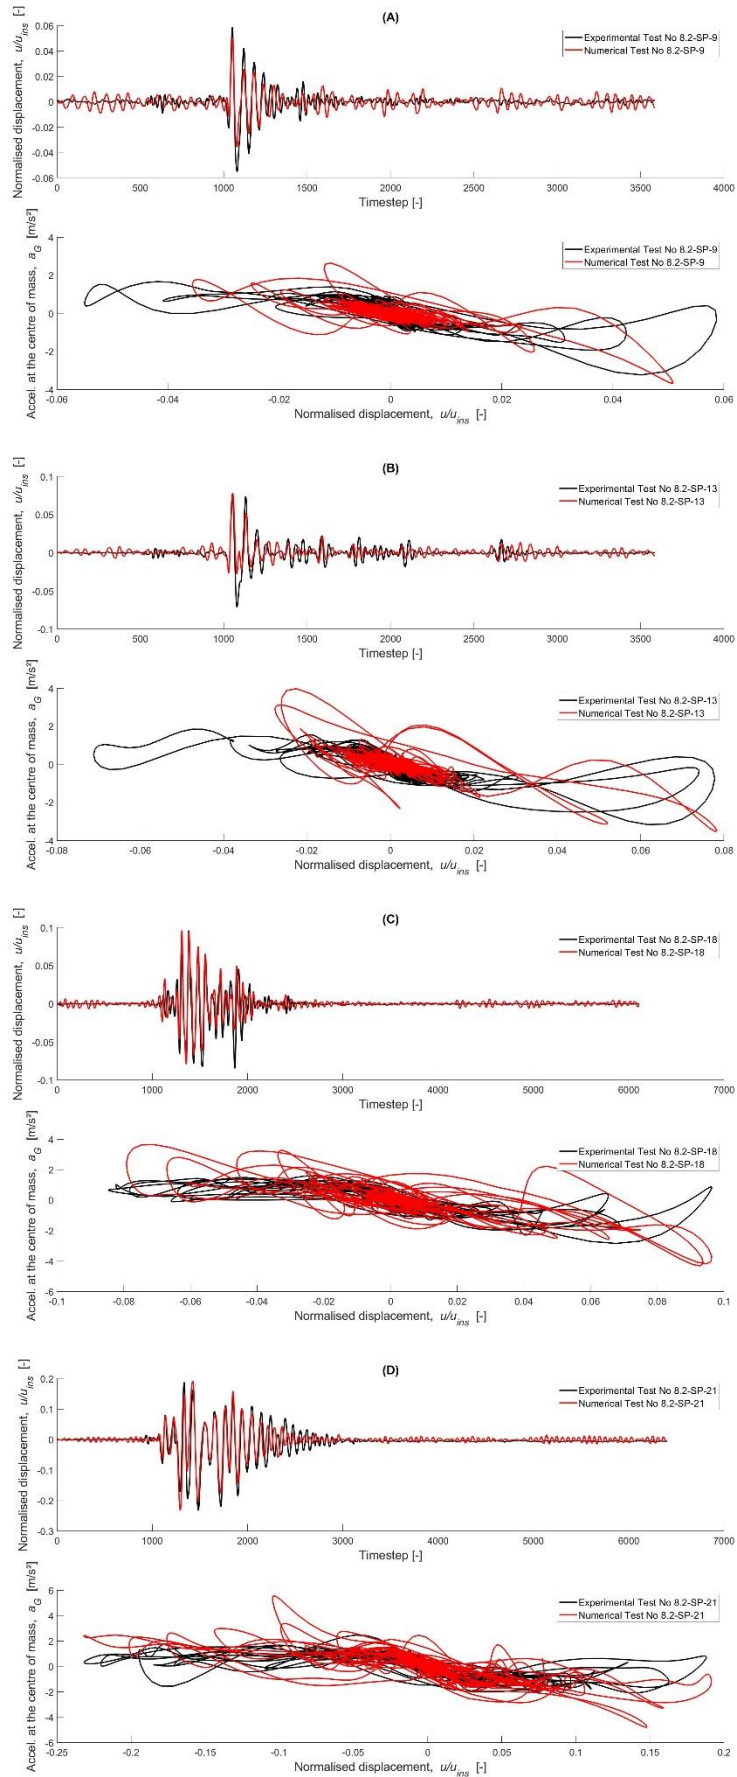 (A)
Normalised displacement, u/u_ins [-]
0.06
0.04
0.02
0
-0.02
-0.04
-0.06
Experimental Test No 8.2-SP-9
Numerical Test No 8.2-SP-9
0 500 1000 1500 2000 2500 3000 3500 4000
Timestep [-]
Accel. at the centre of mass, a_G [m/s²]
4
2
0
-2
-4
Experimental Test No 8.2-SP-9
Numerical Test No 8.2-SP-9
-0.06 -0.04 -0.02 0 0.02 0.04 0.06
Normalised displacement, u/u_ins [-]
(B)
Normalised displacement, u/u_ins [-]
0.1
0.05
0
-0.05
-0.1
Experimental Test No 8.2-SP-13
Numerical Test No 8.2-SP-13
0 500 1000 1500 2000 2500 3000 3500 4000
Timestep [-]
Accel. at the centre of mass, a_G [m/s²]
4
2
0
-2
-4
Experimental Test No 8.2-SP-13
Numerical Test No 8.2-SP-13
-0.08 -0.06 -0.04 -0.02 0 0.02 0.04 0.06 0.08
Normalised displacement, u/u_ins [-]
(C)
Normalised displacement, u/u_ins [-]
0.1
0.05
0
-0.05
-0.1
Experimental Test No 8.2-SP-18
Numerical Test No 8.2-SP-18
0 1000 2000 3000 4000 5000 6000 7000
Timestep [-]
Accel. at the centre of mass, a_G [m/s²]
4
2
0
-2
-4
-6
Experimental Test No 8.2-SP-18
Numerical Test No 8.2-SP-18
-0.1 -0.08 -0.06 -0.04 -0.02 0 0.02 0.04 0.06 0.08 0.1
Normalised displacement, u/u_ins [-]
(D)
Normalised displacement, u/u_ins [-]
0.2
0.1
0
-0.1
-0.2
-0.3
Experimental Test No 8.2-SP-21
Numerical Test No 8.2-SP-21
0 1000 2000 3000 4000 5000 6000 7000
Timestep [-]
Accel. at the centre of mass, a_G [m/s²]
6
4
2
0
-2
-4
-6
Experimental Test No 8.2-SP-21
Numerical Test No 8.2-SP-21
-0.25 -0.2 -0.15 -0.1 -0.05 0 0.05 0.1 0.15 0.2
Normalised displacement, u/u_ins [-]